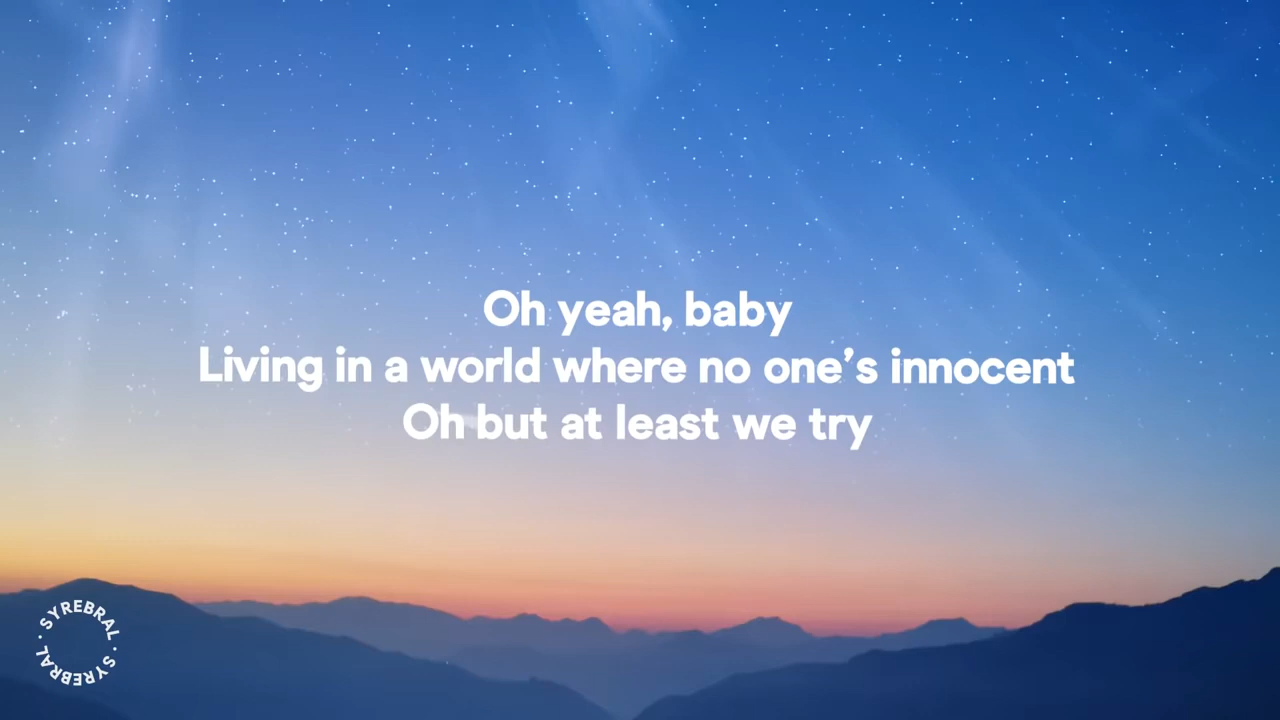 Oh yeah, baby
Living in a world where no one’s innocent
Oh but at least we try
SYREBRAL · SYREBRAL ·